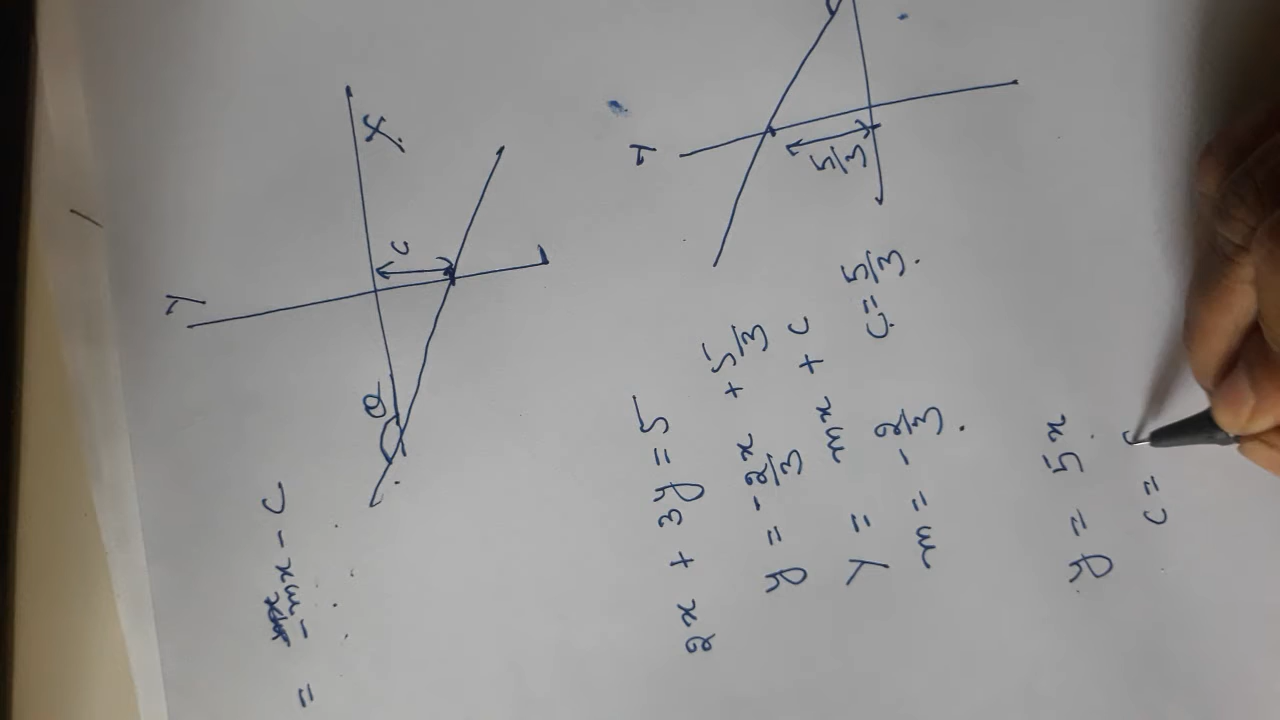 = -mx - c
Y
X
c
θ
Y
5/3
2x + 3y = 5
y = -2x/3 + 5/3
y = mx + c
m = -2/3. c = 5/3.
y = 5x
c =